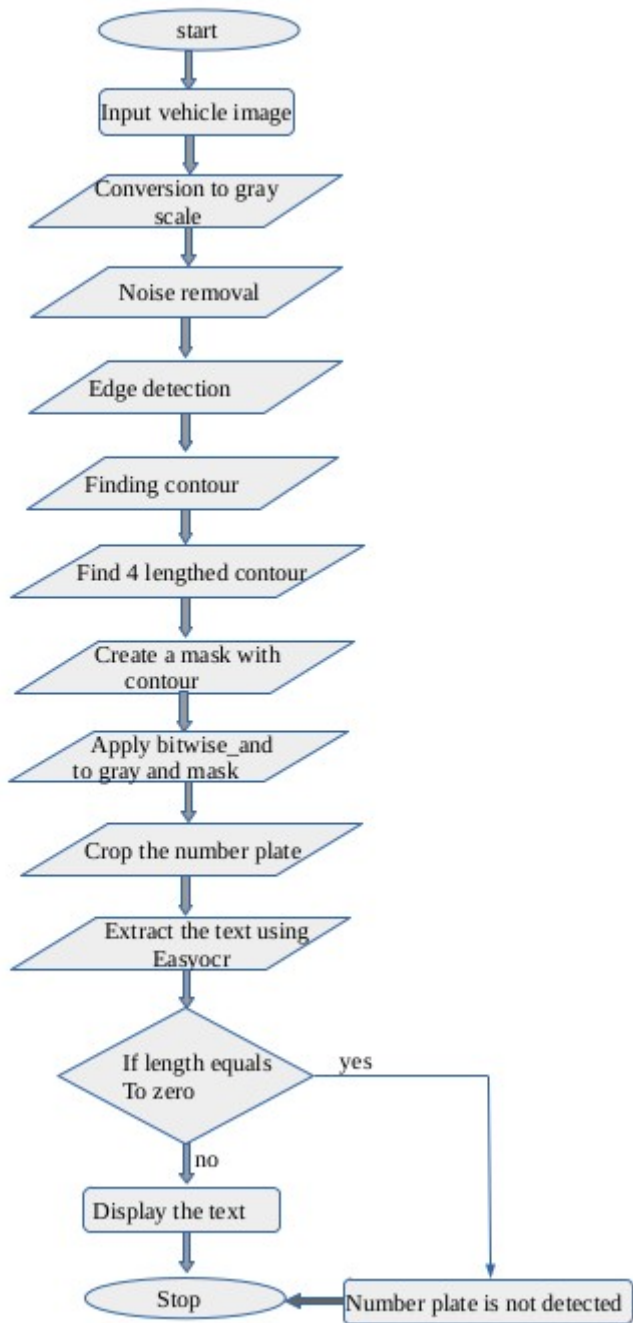 start
Input vehicle image
Conversion to gray
scale
Noise removal
Edge detection
Finding contour
Find 4 lengthed contour
Create a mask with
contour
Apply bitwise_and
to gray and mask
Crop the number plate
Extract the text using
Easyocr
If length equals
To zero
yes
no
Display the text
Stop
Number plate is not detected